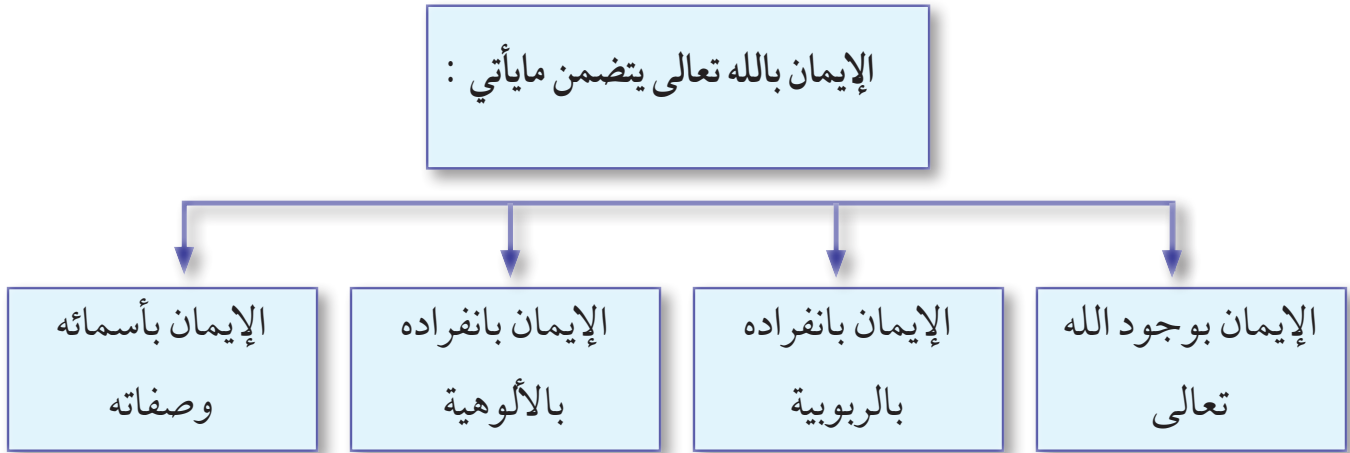 الإيمان بالله تعالى يتضمن مايأتي :
الإيمان بوجود الله
تعالى
الإيمان بانفراده
بالربوبية
الإيمان بانفراده
بالألوهية
الإيمان بأسمائه
وصفاته